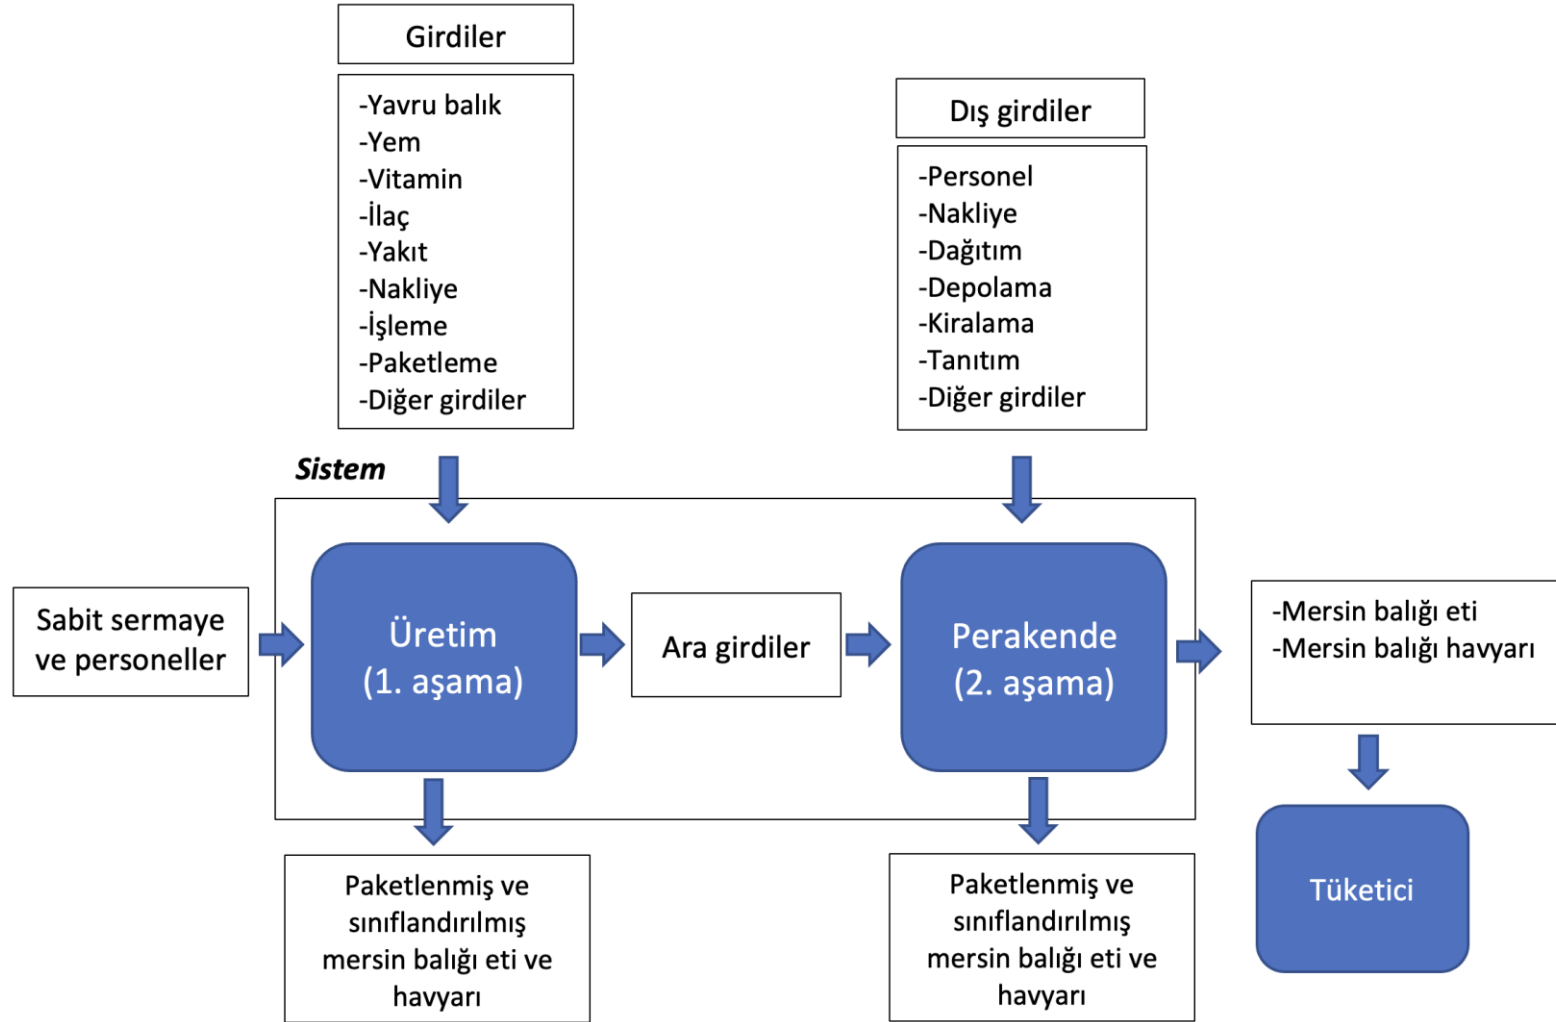 Girdiler
-Yavru balık
-Yem
-Vitamin
-İlaç
-Yakıt
-Nakliye
-İşleme
-Paketleme
-Diğer girdiler
Dış girdiler
-Personel
-Nakliye
-Dağıtım
-Depolama
-Kiralama
-Tanıtım
-Diğer girdiler
Sistem
Sabit sermaye
ve personeller
Üretim
(1. aşama)
Ara girdiler
Perakende
(2. aşama)
-Mersin balığı eti
-Mersin balığı havyarı
Paketlenmiş ve
sınıflandırılmış
mersin balığı eti ve
havyarı
Paketlenmiş ve
sınıflandırılmış
mersin balığı eti ve
havyarı
Tüketici